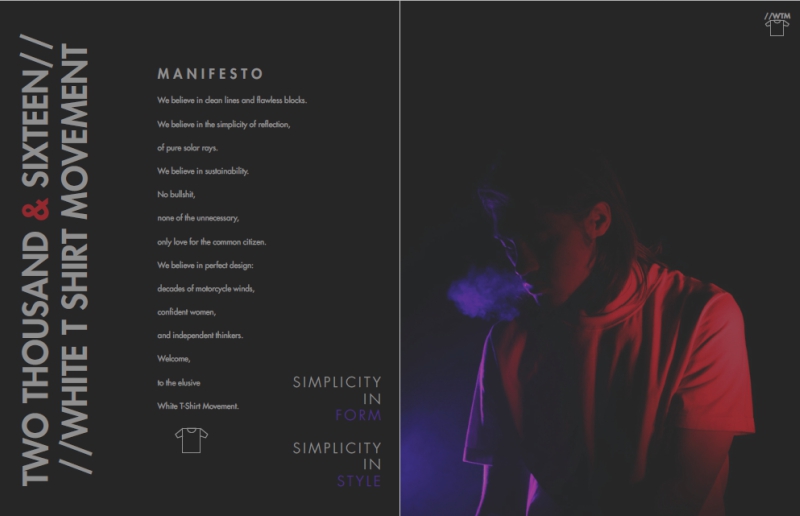 TWO THOUSAND & SIXTEEN//
//WHITE T SHIRT MOVEMENT
MANIFESTO
We believe in clean lines and flawless blocks.
We believe in the simplicity of reflection,
of pure solar rays.
We believe in sustainability.
No bullshit,
none of the unnecessary,
only love for the common citizen.
We believe in perfect design:
decades of motorcycle winds,
confident women,
and independent thinkers.
Welcome,
to the elusive
White T-Shirt Movement.
SIMPLICITY
IN
FORM
SIMPLICITY
IN
STYLE
//WTM